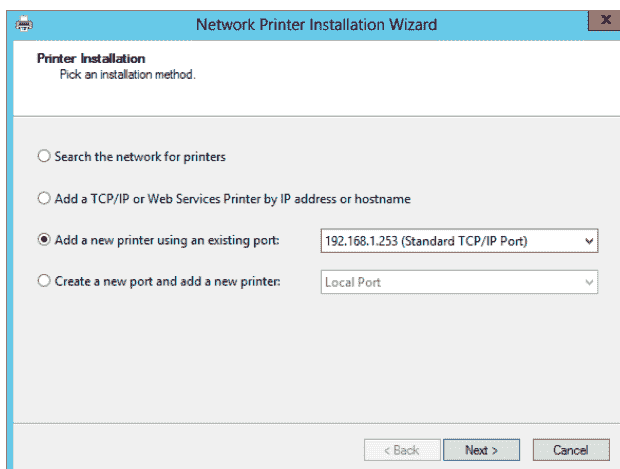 Network Printer Installation Wizard
x
Printer Installation
Pick an installation method.
Search the network for printers
Add a TCP/IP or Web Services Printer by IP address or hostname
Add a new printer using an existing port: 192.168.1.253 (Standard TCP/IP Port)
Create a new port and add a new printer: Local Port
< Back Next > Cancel